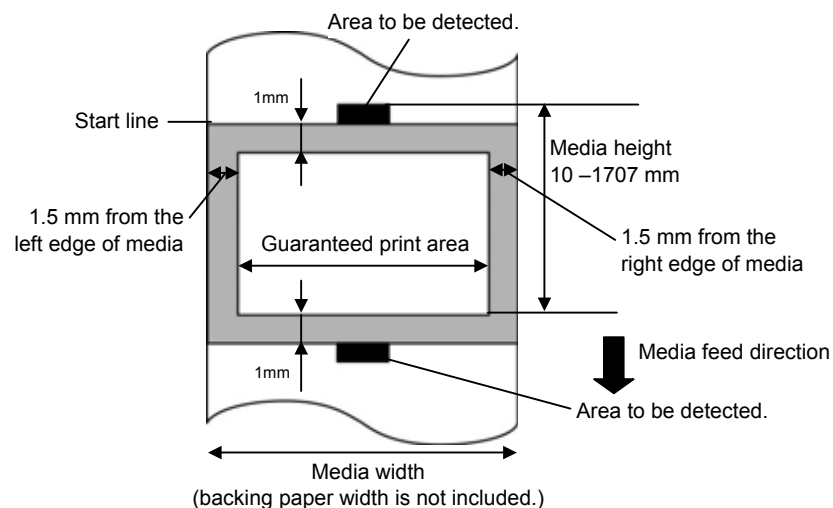 Area to be detected.
1mm
Start line
Media height
10 –1707 mm
1.5 mm from the
left edge of media
Guaranteed print area
1.5 mm from the
right edge of media
1mm
Media feed direction
Area to be detected.
Media width
(backing paper width is not included.)